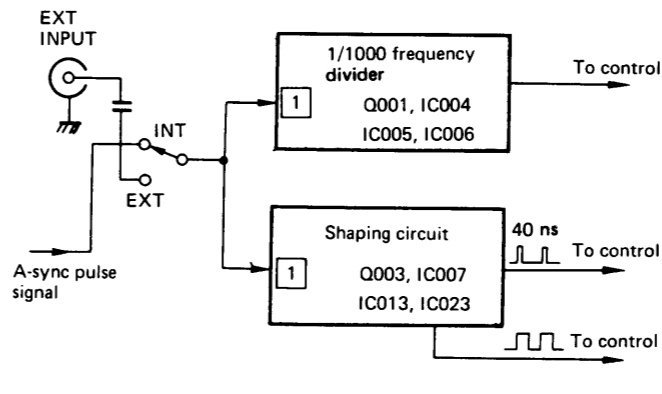 EXT
INPUT
1/1000 frequency
divider
To control
1
Q001, IC004
IC005, IC006
INT
EXT
Shaping circuit
40 ns
To control
1
Q003, IC007
IC013, IC023
A-sync pulse
signal
To control